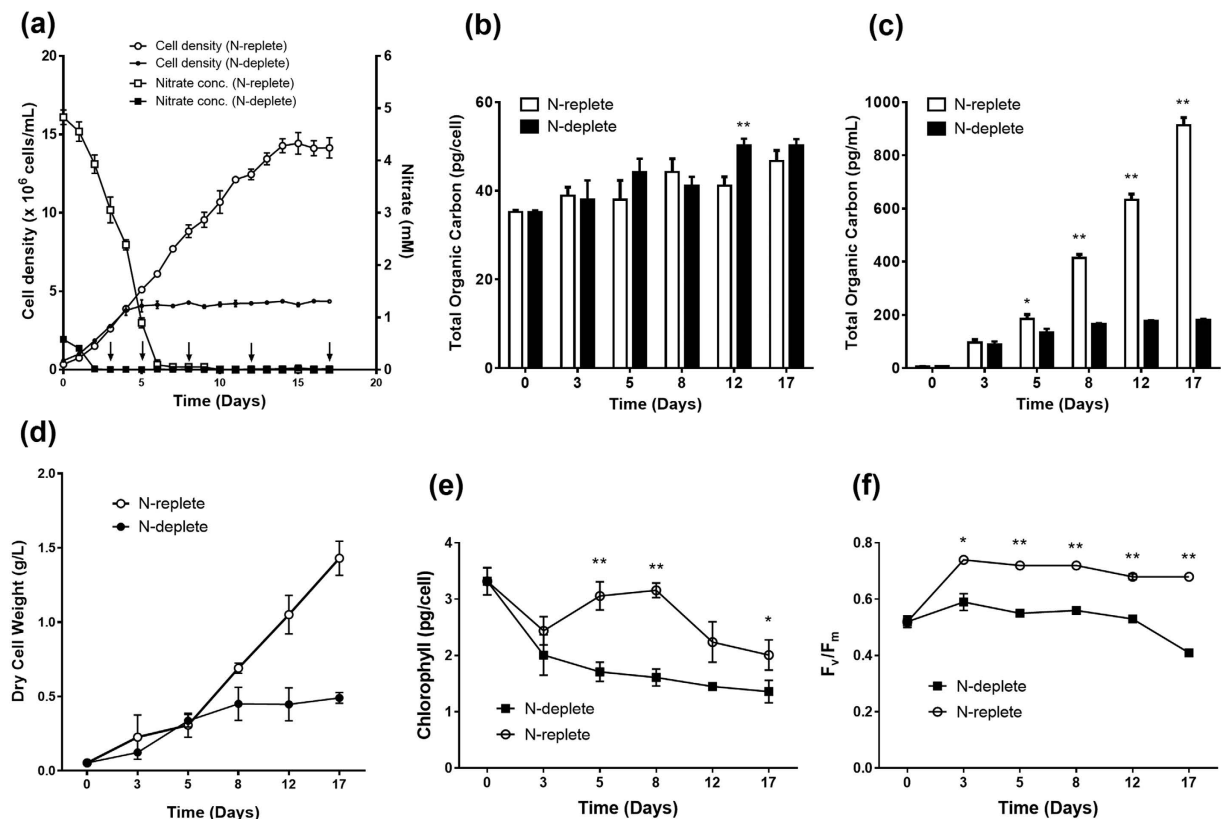 (a)
Cell density (N-replete)
Cell density (N-deplete)
Nitrate conc. (N-replete)
Nitrate conc. (N-deplete)
20
15
10
5
0
Cell density (x 10⁶ cells/mL)
6
5
4
3
2
1
0
Nitrate (mM)
0 5 10 15 20
Time (Days)
(b)
N-replete
N-deplete
60
40
20
0
Total Organic Carbon (pg/cell)
**
0 3 5 8 12 17
Time (Days)
(c)
N-replete
N-deplete
1000
800
600
400
200
0
Total Organic Carbon (pg/mL)
* ** ** **
0 3 5 8 12 17
Time (Days)
(d)
N-replete
N-deplete
2.0
1.5
1.0
0.5
0.0
Dry Cell Weight (g/L)
0 3 5 8 12 17
Time (Days)
(e)
4
3
2
1
0
Chlorophyll (pg/cell)
** ** *
N-deplete
N-replete
0 3 5 8 12 17
Time (Days)
(f)
0.8
0.6
0.4
0.2
0.0
Fᵥ/Fₘ
* ** ** ** **
N-deplete
N-replete
0 3 5 8 12 17
Time (Days)